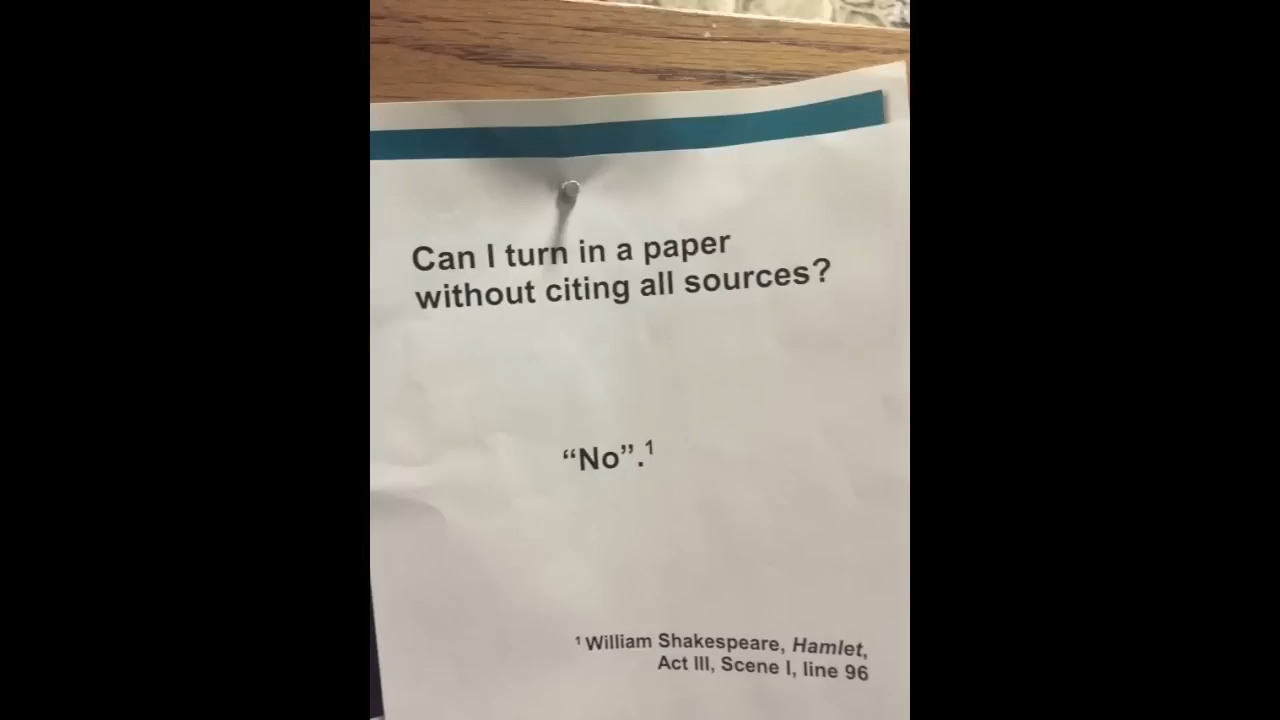 Can I turn in a paper
without citing all sources?
“No”.¹
¹ William Shakespeare, Hamlet,
Act III, Scene I, line 96